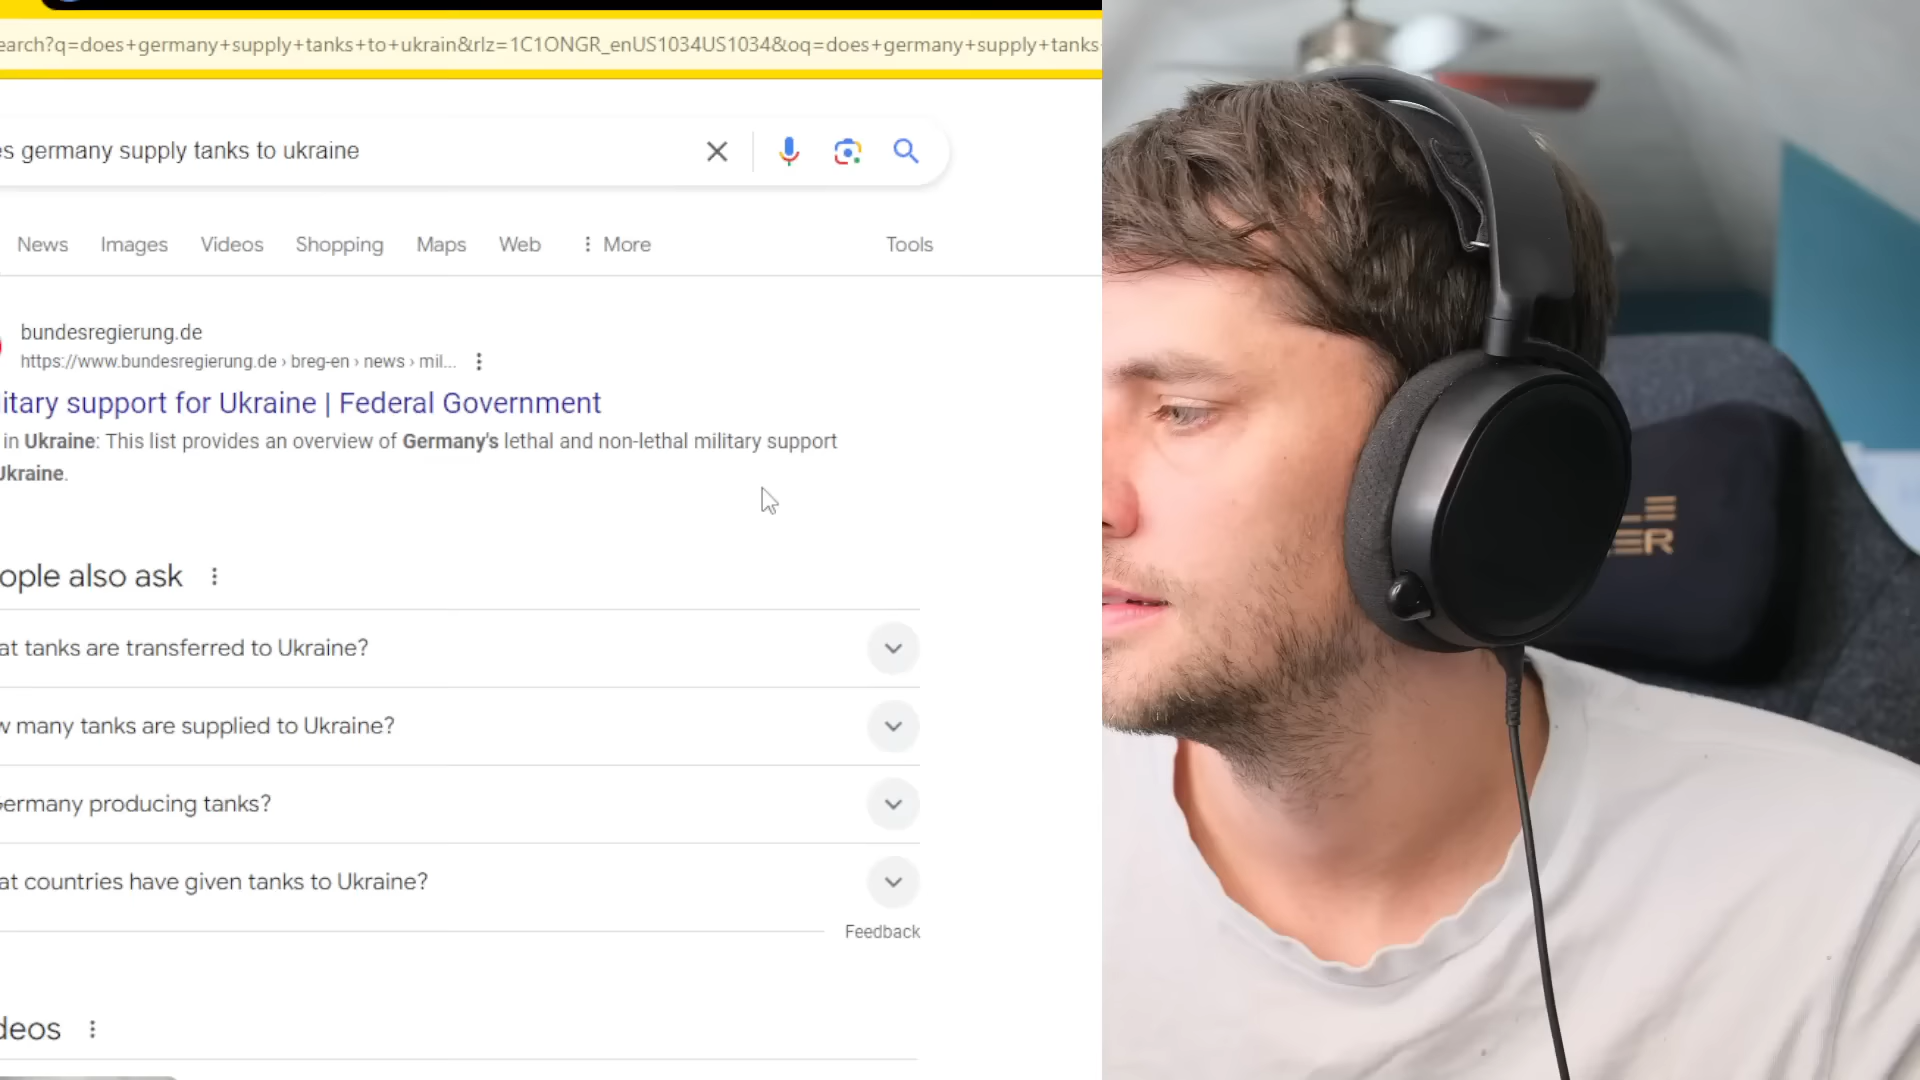 earch?q=does+germany+supply+tanks+to+ukrain&rlz=1C1ONGR_enUS1034US1034&oq=does+germany+supply+tanks
es germany supply tanks to ukraine
News Images Videos Shopping Maps Web More Tools
bundesregierung.de
https://www.bundesregierung.de › breg-en › news › mil...
itary support for Ukraine | Federal Government
in Ukraine: This list provides an overview of Germany's lethal and non-lethal military support
Ukraine.
ople also ask
at tanks are transferred to Ukraine?
w many tanks are supplied to Ukraine?
Germany producing tanks?
at countries have given tanks to Ukraine?
Feedback
deos